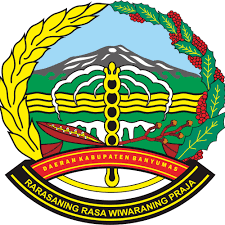 DAERAH KABUPATEN BANYUMAS
RARASANING RASA WIWARANING PRAJA